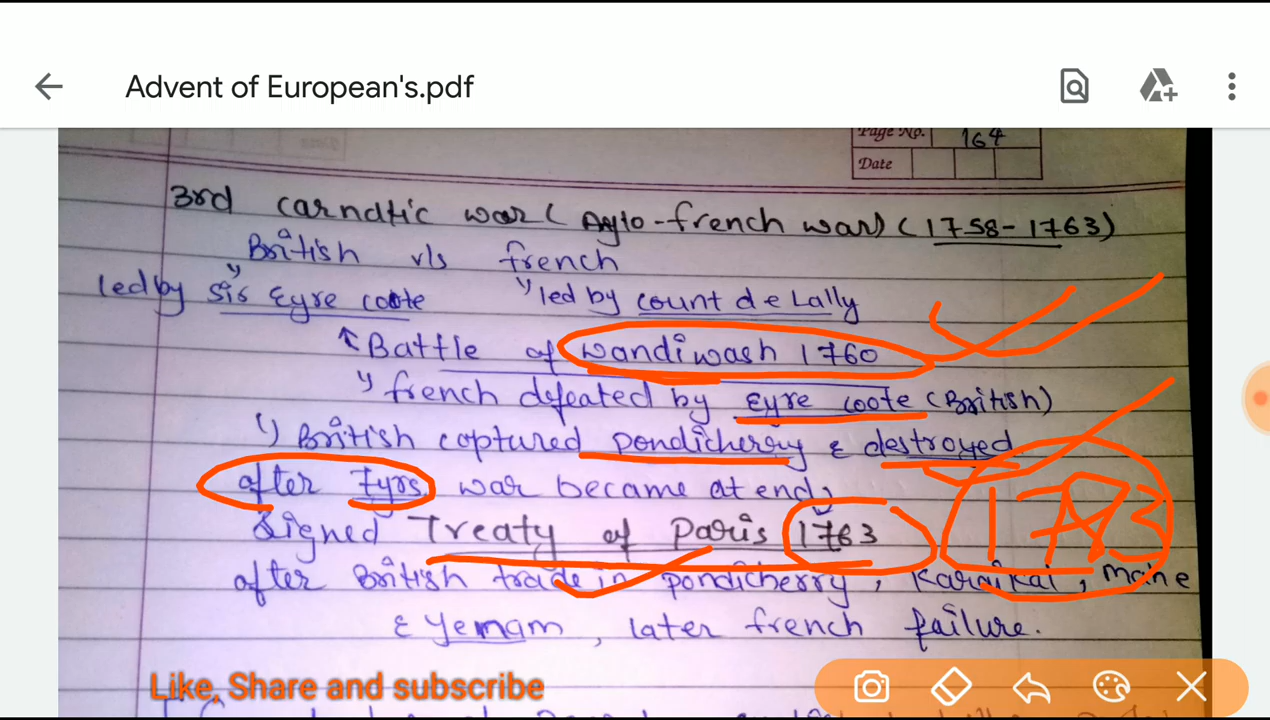 Advent of European's.pdf
Page No. 164
Date
3rd carnatic war ( Anglo-french war) (1758-1763)
British v/s french
led by Sir Eyre coote led by count de Lally
Battle of wandiwash 1760
french defeated by Eyre coote (British)
British captured pondicherry & destroyed
after 7yrs war became at end,
Signed Treaty of Paris 1763 1763
after British trade in pondicherry, Karaikal, Mahe
& Yemam, later french failure.
Like, Share and subscribe